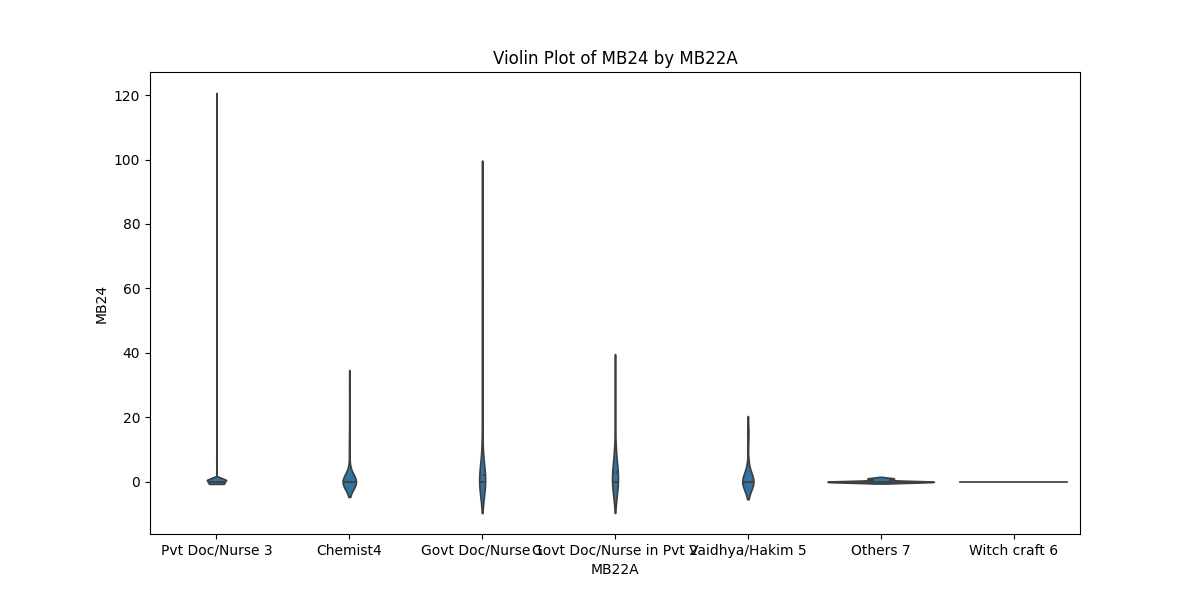 Violin Plot of MB24 by MB22A
120
100
80
60
40
20
0
MB24
Pvt Doc/Nurse 3 Chemist4 Govt Doc/Nurse 1 Govt Doc/Nurse in Pvt 2 Vaidhya/Hakim 5 Others 7 Witch craft 6
MB22A